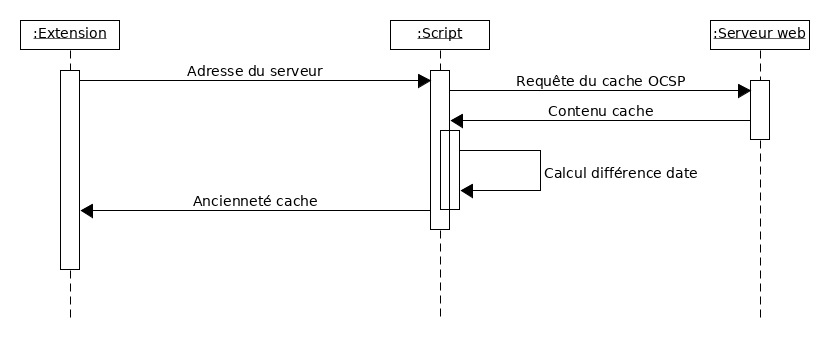 :Extension
:Script
:Serveur web
Adresse du serveur
Requête du cache OCSP
Contenu cache
Calcul différence date
Ancienneté cache